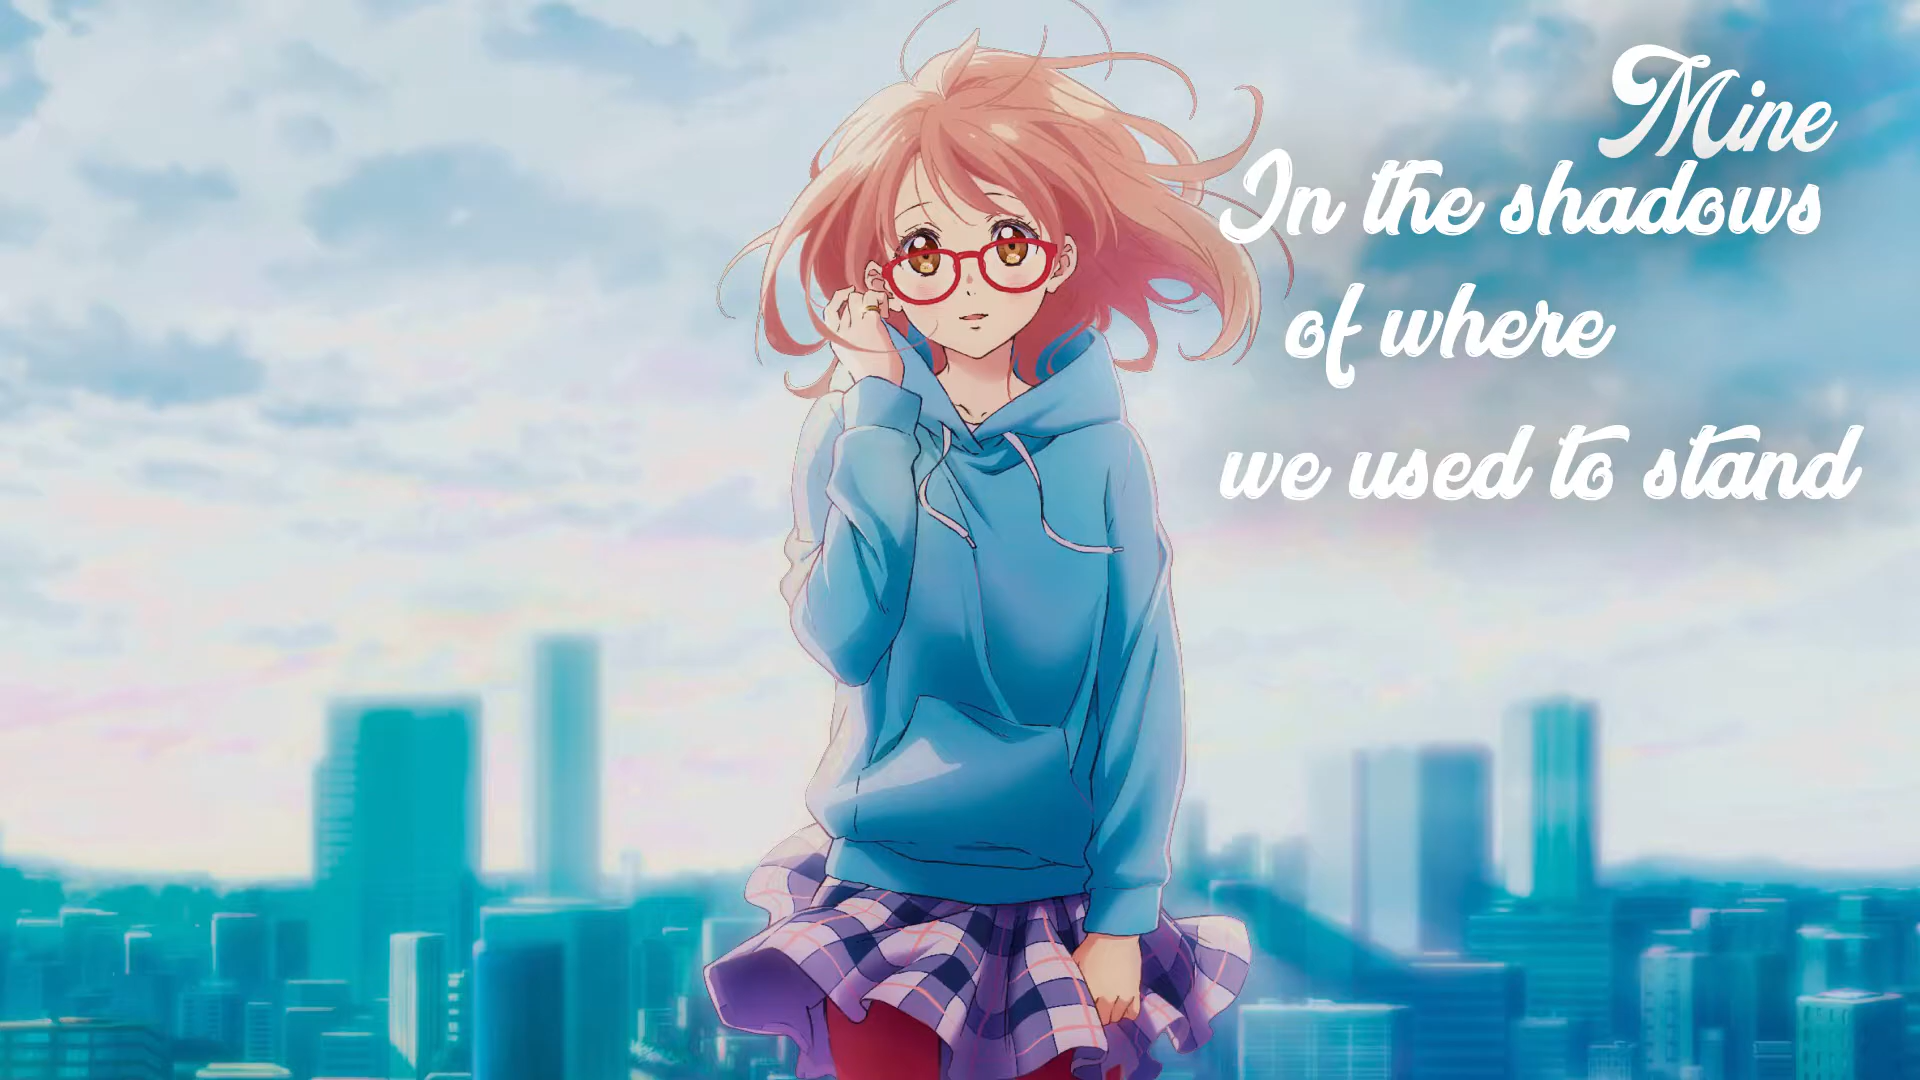 Mine
In the shadows
of where
we used to stand